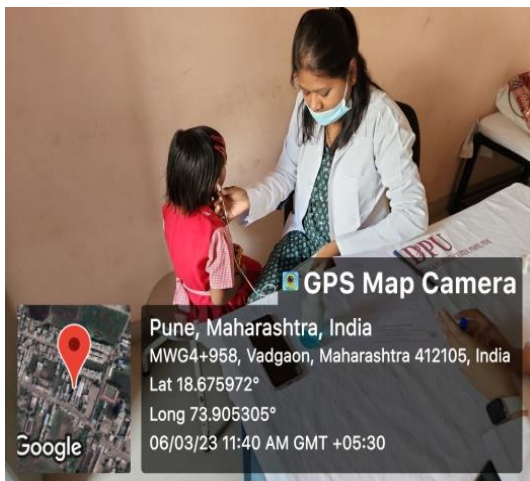 DPU
GPS Map Camera
Pune, Maharashtra, India
MWG4+958, Vadgaon, Maharashtra 412105, India
Lat 18.675972°
Long 73.905305°
06/03/23 11:40 AM GMT +05:30
Google